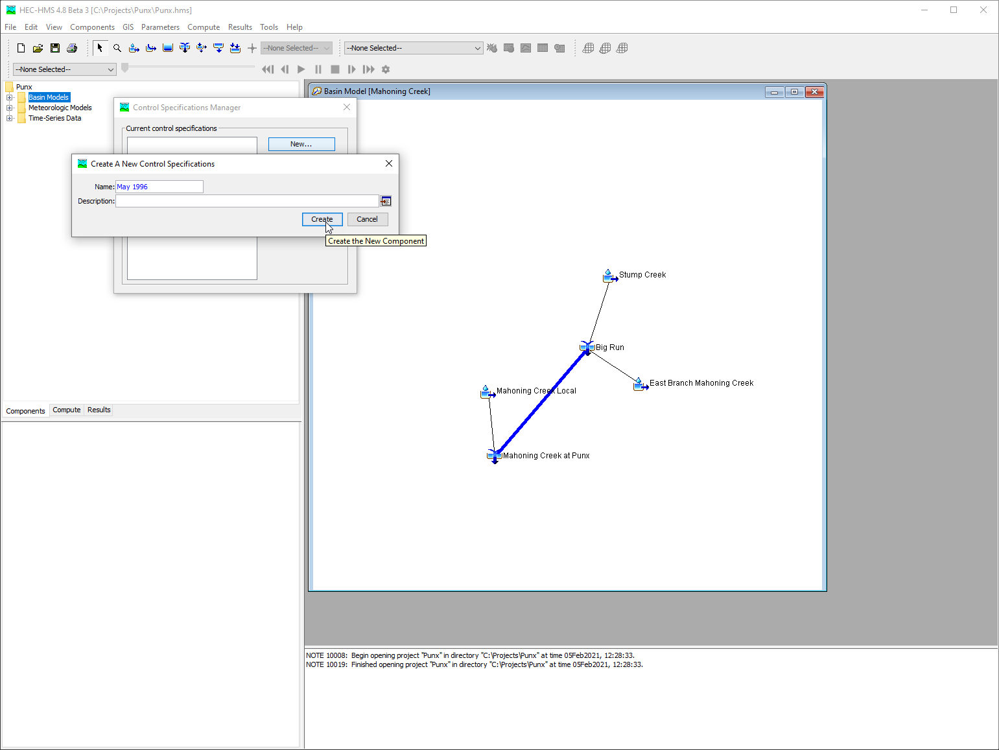 HEC-HMS 4.8 Beta 3 [C:\Projects\Punx\Punx.hms]
File Edit View Components GIS Parameters Compute Results Tools Help
--None Selected-- --None Selected--
--None Selected--
Punx
Basin Models
Meteorologic Models
Time-Series Data
Components Compute Results
Control Specifications Manager
Current control specifications
New...
Create A New Control Specifications
Name: May 1996
Description:
Create Cancel
Create the New Component
Basin Model [Mahoning Creek]
Stump Creek
Big Run
East Branch Mahoning Creek
Mahoning Creek Local
Mahoning Creek at Punx
NOTE 10008: Begin opening project "Punx" in directory "C:\Projects\Punx" at time 05Feb2021, 12:28:33.
NOTE 10019: Finished opening project "Punx" in directory "C:\Projects\Punx" at time 05Feb2021, 12:28:33.